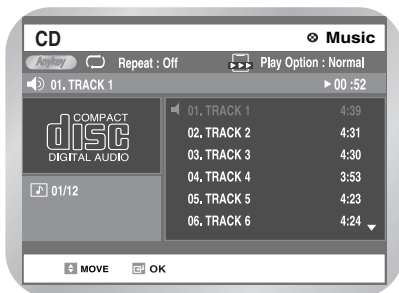 CD
Music
Anykey Repeat : Off Play Option : Normal
01. TRACK 1 00 :52
COMPACT
disc
DIGITAL AUDIO
01/12
01. TRACK 1 4:39
02. TRACK 2 4:31
03. TRACK 3 4:30
04. TRACK 4 3:53
05. TRACK 5 4:23
06. TRACK 6 4:24
MOVE OK